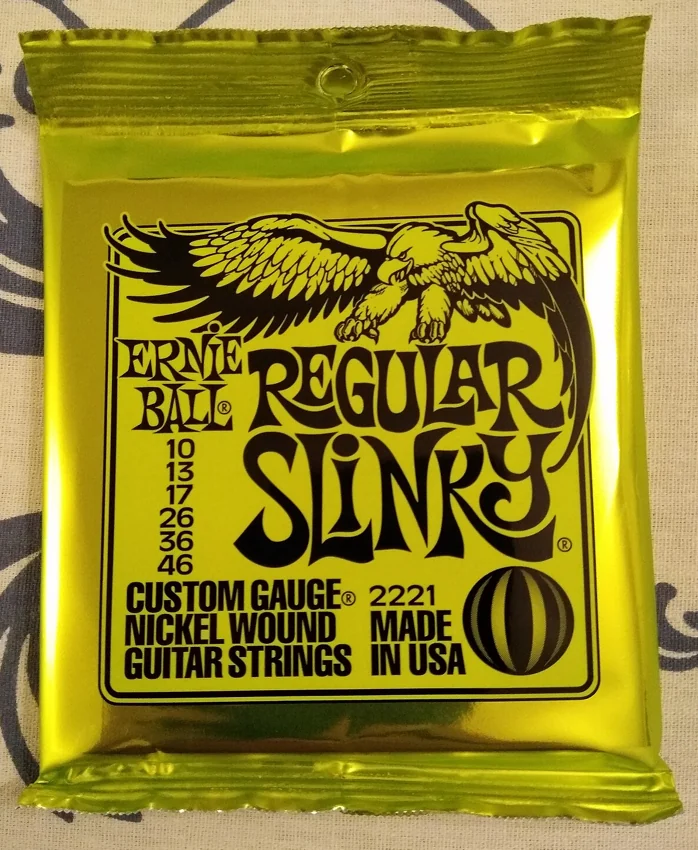 ERNiE
BALL®
REGULAR
SLiNKY®
10
13
17
26
36
46
CUSTOM GAUGE®
NICKEL WOUND
GUITAR STRINGS
2221
MADE
IN USA